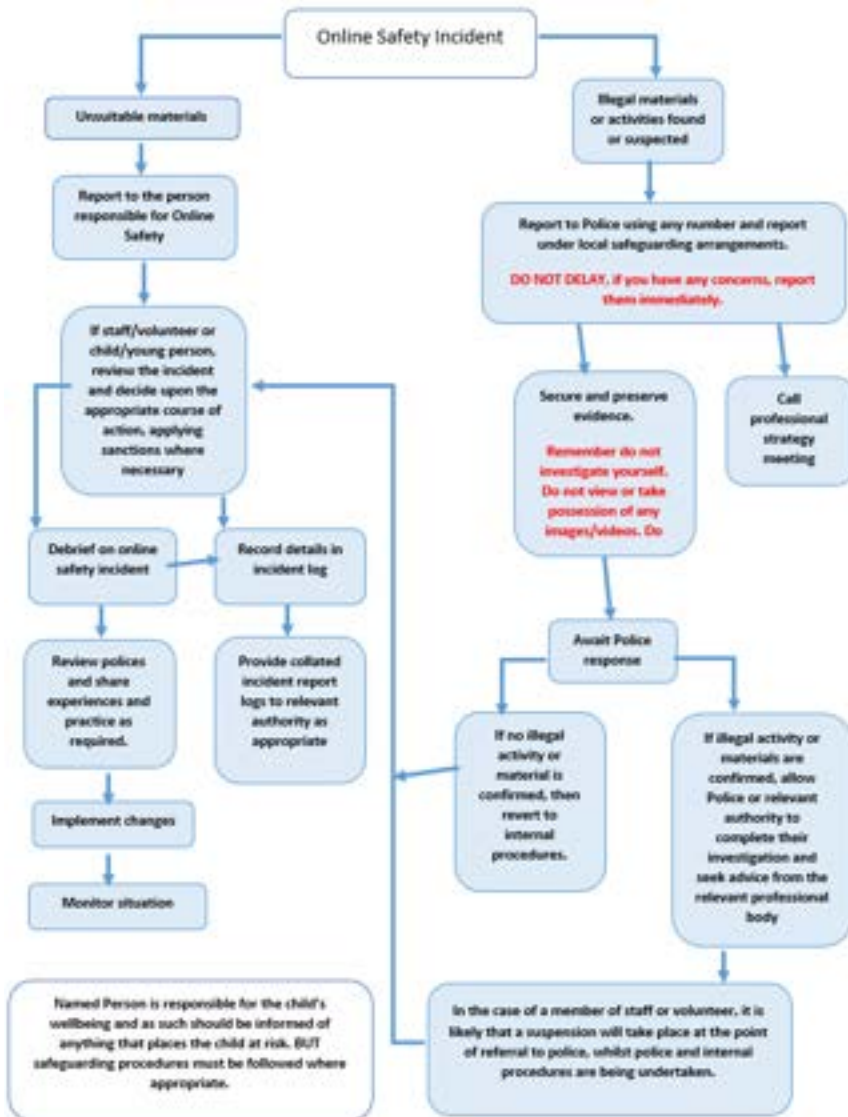 Online Safety Incident
Unsuitable materials
Illegal materials
or activities found
or suspected
Report to the person
responsible for Online
Safety
Report to Police using any number and report
under local safeguarding arrangements.
DO NOT DELAY, if you have any concerns, report
them immediately.
If staff/volunteer or
child/young person,
review the incident
and decide upon the
appropriate course of
action, applying
sanctions where
necessary
Secure and preserve
evidence.
Remember do not
investigate yourself.
Do not view or take
possession of any
images/videos. Do
Call
professional
strategy
meeting
Debrief on online
safety incident
Record details in
incident log
Review polices
and share
experiences and
practice as
required.
Provide collated
incident report
logs to relevant
authority as
appropriate
Await Police
response
If no illegal
activity or
material is
confirmed, then
revert to
internal
procedures.
If illegal activity or
materials are
confirmed, allow
Police or relevant
authority to
complete their
investigation and
seek advice from the
relevant professional
body
Implement changes
Monitor situation
Named Person is responsible for the child's
wellbeing and as such should be informed of
anything that places the child at risk. BUT
safeguarding procedures must be followed where
appropriate.
In the case of a member of staff or volunteer, it is
likely that a suspension will take place at the point
of referral to police, whilst police and internal
procedures are being undertaken.